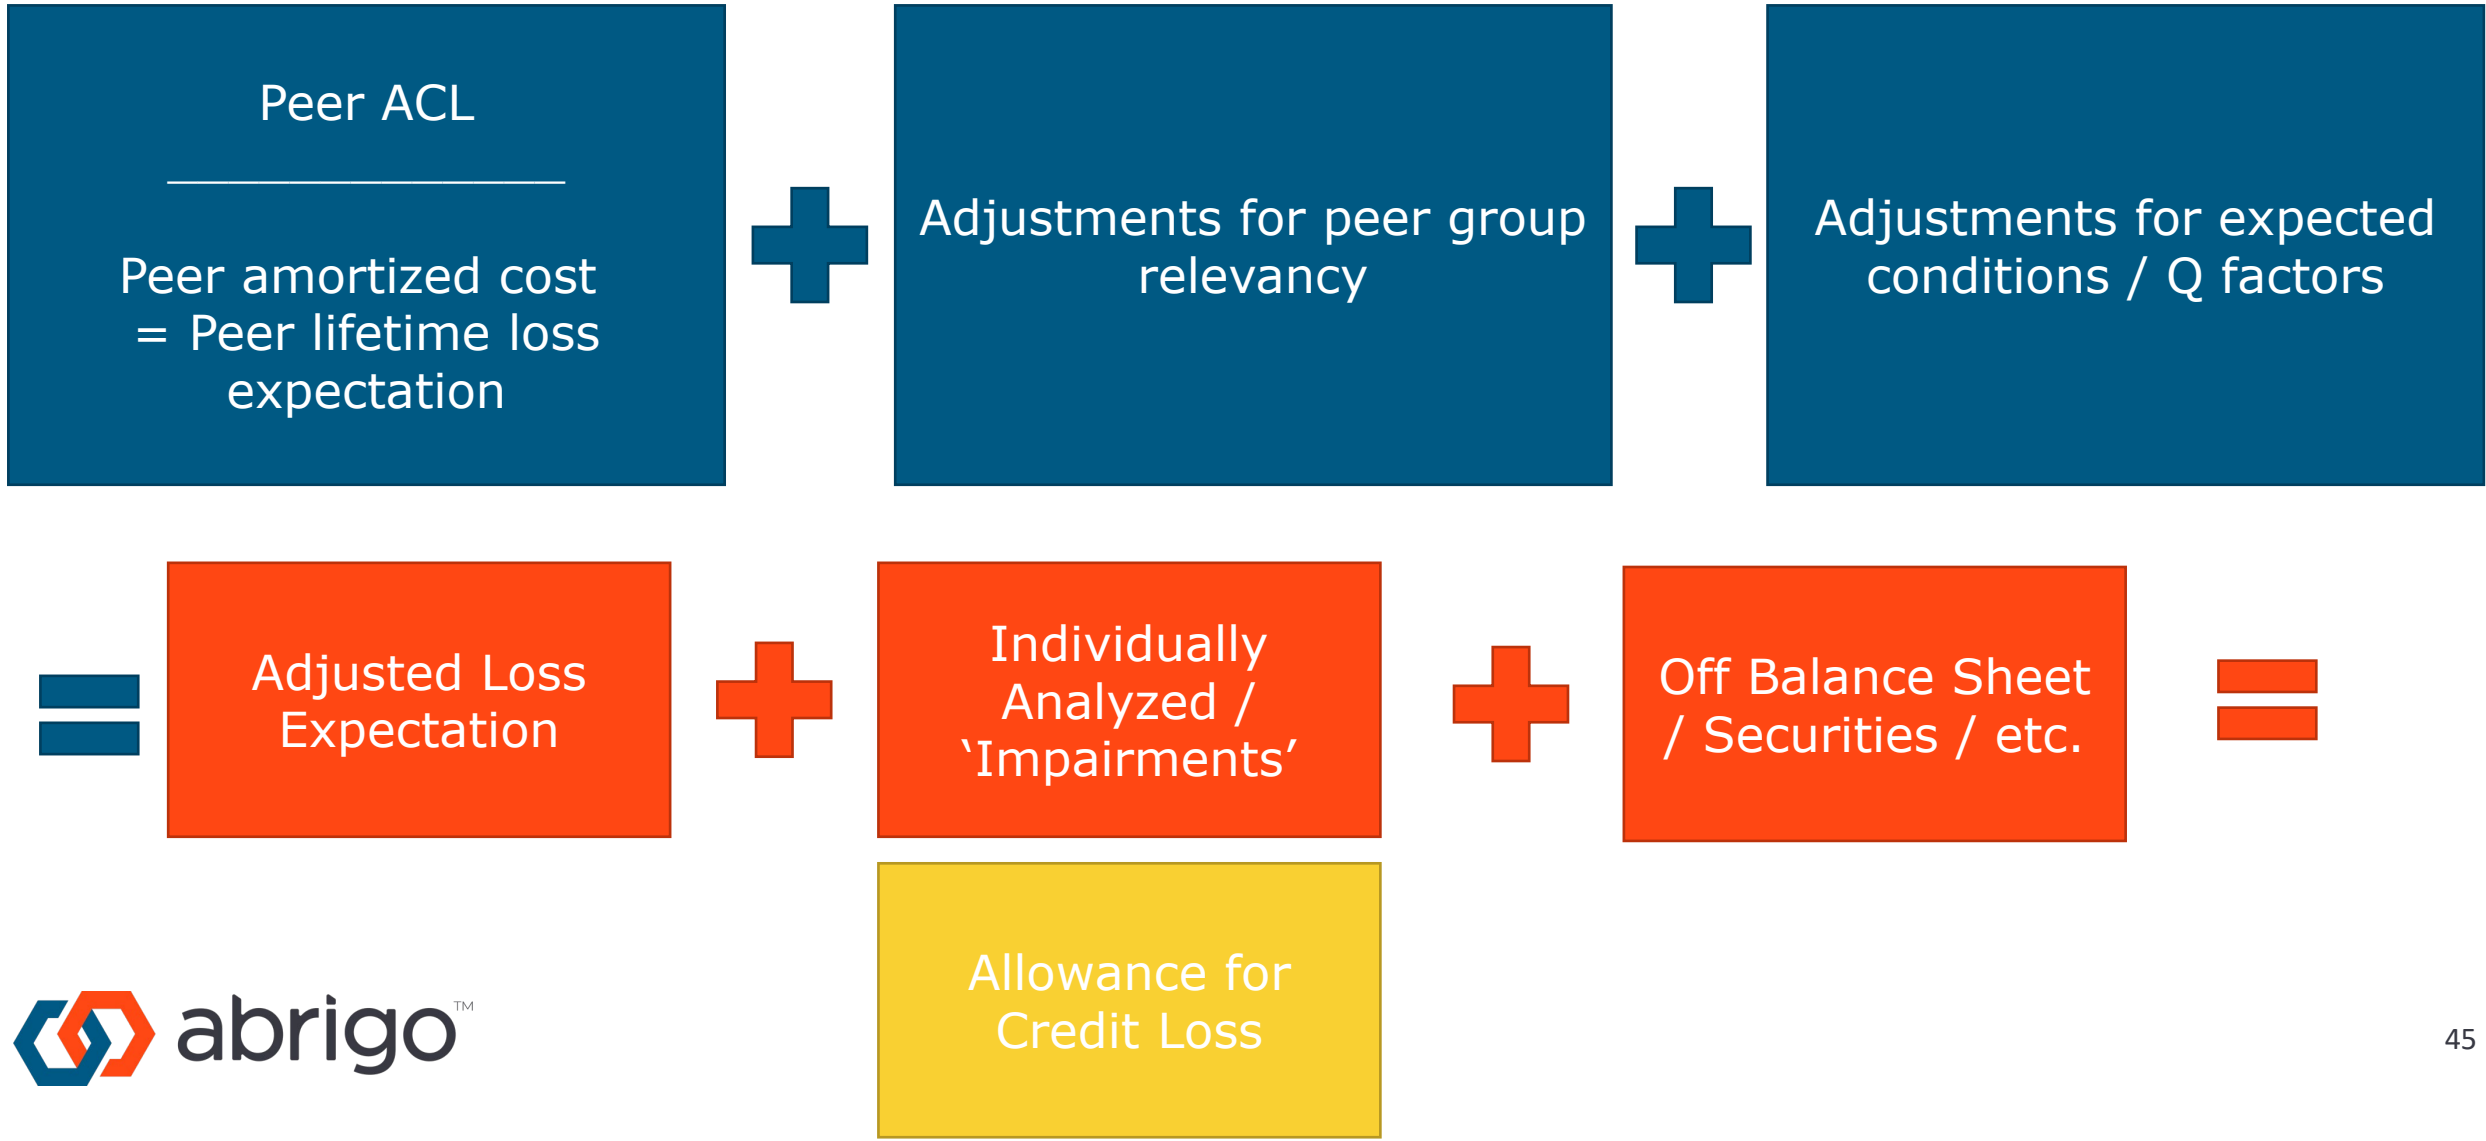 Peer ACL
_________________
Peer amortized cost
= Peer lifetime loss
expectation
Adjustments for peer group
relevancy
Adjustments for expected
conditions / Q factors
Adjusted Loss
Expectation
Individually
Analyzed /
‘Impairments’
Off Balance Sheet
/ Securities / etc.
Allowance for
Credit Loss
abrigo™
45